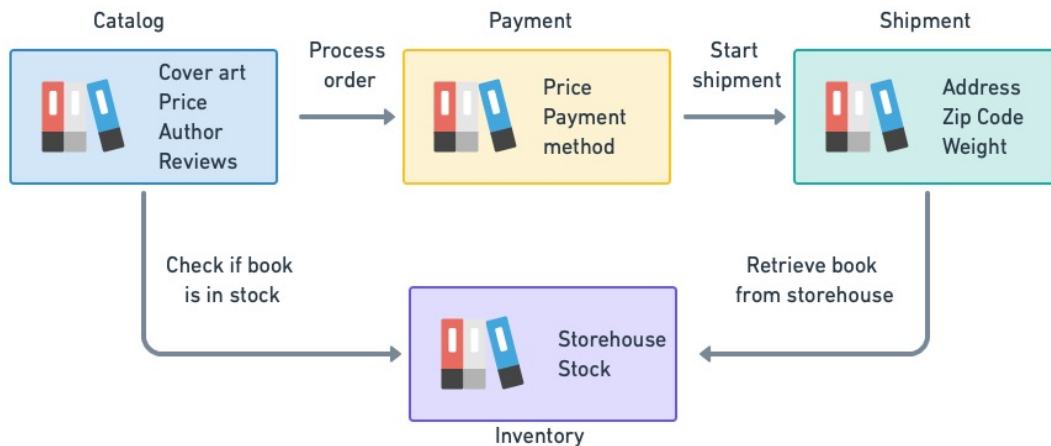 Catalog
Payment
Shipment
Process
order
Start
shipment
Cover art
Price
Author
Reviews
Price
Payment
method
Address
Zip Code
Weight
Check if book
is in stock
Retrieve book
from storehouse
Storehouse
Stock
Inventory